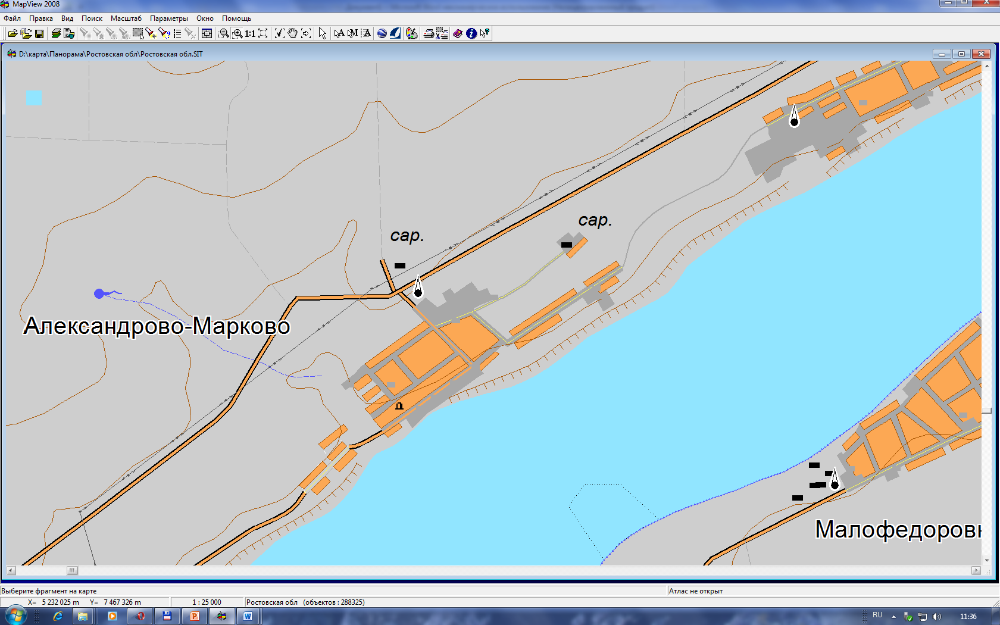 MapView 2008
Файл Правка Вид Поиск Масштаб Параметры Окно Помощь
1:1 A M A
D:\карта\Панорама\Ростовская обл\Ростовская обл.SIT
сар.
сар.
Александрово-Марково
Малофедоровк
Выберите фрагмент на карте
Атлас не открыт
X= 5 232 025 m Y= 7 467 326 m 1 : 25 000 Ростовская обл (объектов : 288325)
RU 11:36